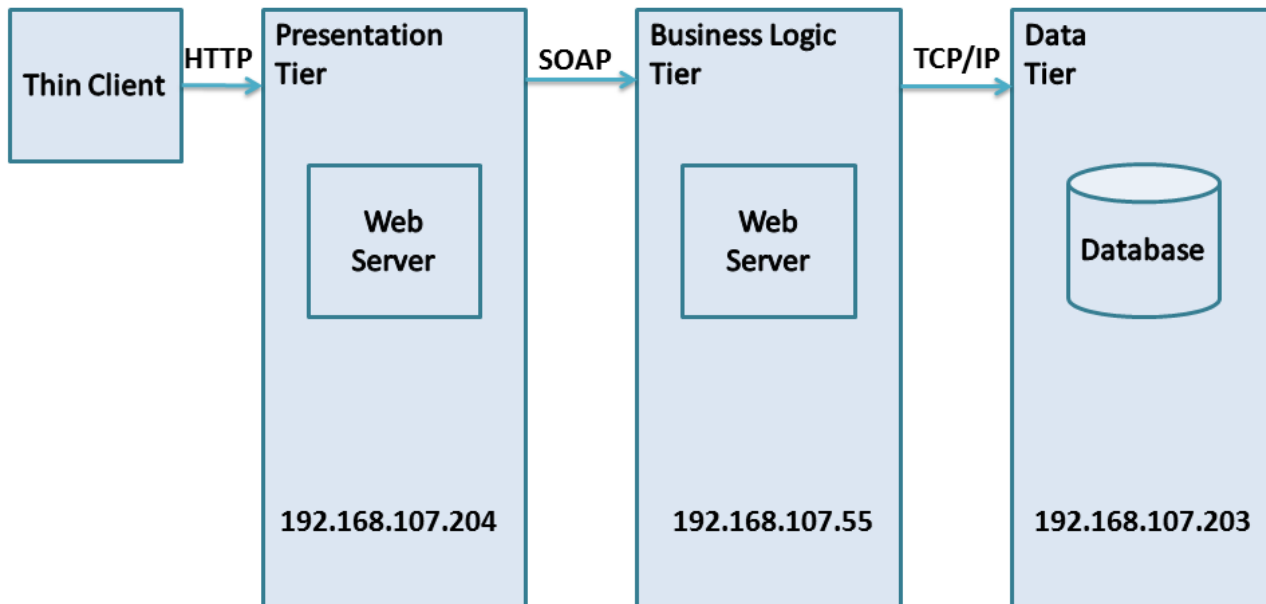 Thin Client
HTTP
Presentation
Tier
Web
Server
192.168.107.204
SOAP
Business Logic
Tier
Web
Server
192.168.107.55
TCP/IP
Data
Tier
Database
192.168.107.203